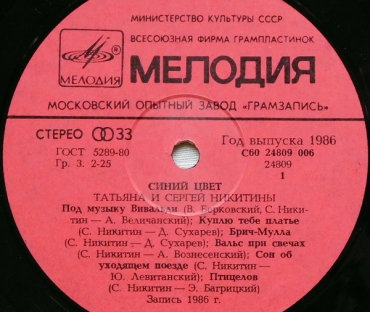 МИНИСТЕРСТВО КУЛЬТУРЫ СССР
ВСЕСОЮЗНАЯ ФИРМА ГРАМПЛАСТИНОК
МЕЛОДИЯ
МЕЛОДИЯ
МОСКОВСКИЙ ОПЫТНЫЙ ЗАВОД «ГРАМЗАПИСЬ»
СТЕРЕО 33
Год выпуска 1986
ГОСТ 5289-80
С60 24809 006
Гр. 3. 2-25
24809
1
СИНИЙ ЦВЕТ
ТАТЬЯНА И СЕРГЕЙ НИКИТИНЫ
Под музыку Вивальди (В. Берковский, С. Ники-
тин — А. Величанский); Куплю тебе платье
(С. Никитин — Д. Сухарев); Брич-Мулла
(С. Никитин — Д. Сухарев); Вальс при свечах
(С. Никитин — А. Вознесенский); Сон об
уходящем поезде (С. Никитин —
Ю. Левитанский); Птицелов
(С. Никитин — Э. Багрицкий)
Запись 1986 г.